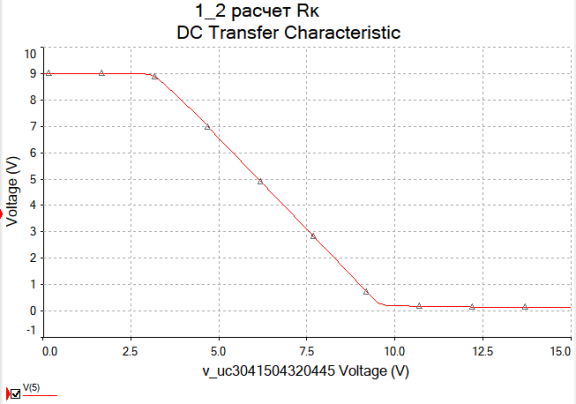 1_2 расчет Rк
DC Transfer Characteristic
10
9
8
7
6
5
4
3
2
1
0
-1
Voltage (V)
0.0 2.5 5.0 7.5 10.0 12.5 15.0
v_uc3041504320445 Voltage (V)
V(5)